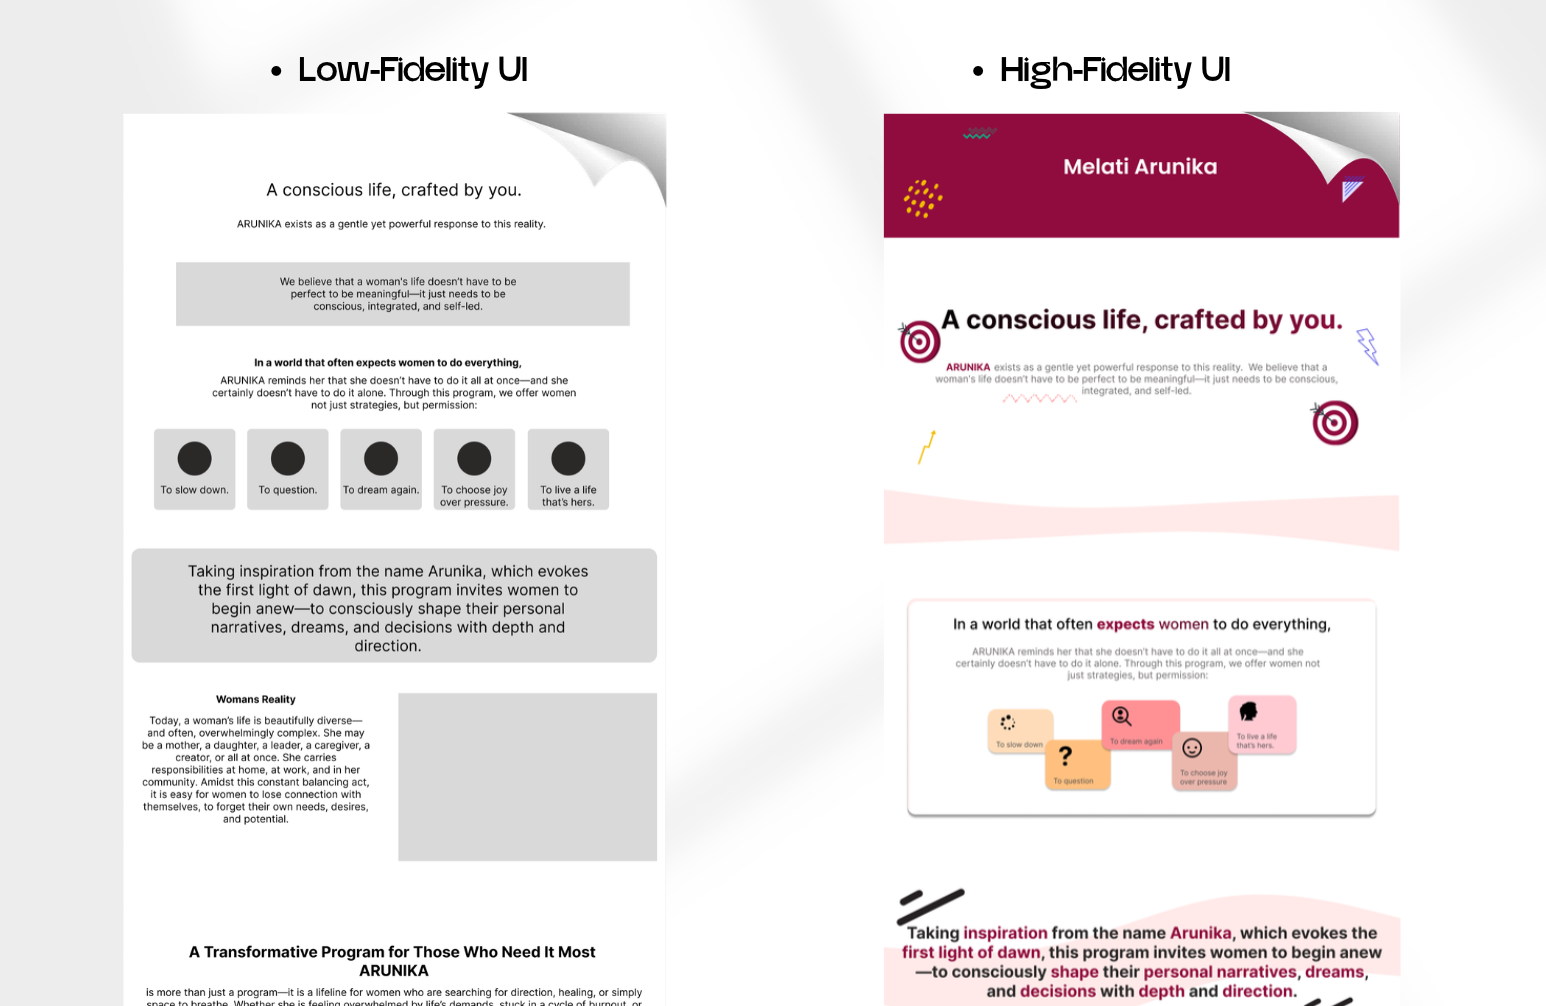 Low-Fidelity UI
A conscious life, crafted by you.
ARUNIKA exists as a gentle yet powerful response to this reality.
We believe that a woman's life doesn't have to be
perfect to be meaningful—it just needs to be
conscious, integrated, and self-led.
In a world that often expects women to do everything,
ARUNIKA reminds her that she doesn't have to do it all at once—and she
certainly doesn't have to do it alone. Through this program, we offer women
not just strategies, but permission:
To slow down.
To question.
To dream again.
To choose joy
over pressure.
To live a life
that's hers.
Taking inspiration from the name Arunika, which evokes
the first light of dawn, this program invites women to
begin anew—to consciously shape their personal
narratives, dreams, and decisions with depth and
direction.
Womans Reality
Today, a woman's life is beautifully diverse—
and often, overwhelmingly complex. She may
be a mother, a daughter, a leader, a caregiver, a
creator, or all at once. She carries
responsibilities at home, at work, and in her
community. Amidst this constant balancing act,
it is easy for women to lose connection with
themselves, to forget their own needs, desires,
and potential.
A Transformative Program for Those Who Need It Most
ARUNIKA
is more than just a program—it is a lifeline for women who are searching for direction, healing, or simply
space to breathe. Whether she is feeling overwhelmed by life's demands, stuck in a cycle of burnout, or
High-Fidelity UI
Melati Arunika
A conscious life, crafted by you.
ARUNIKA exists as a gentle yet powerful response to this reality. We believe that a
woman's life doesn't have to be perfect to be meaningful—it just needs to be conscious,
integrated, and self-led.
In a world that often expects women to do everything,
ARUNIKA reminds her that she doesn't have to do it all at once—and she
certainly doesn't have to do it alone. Through this program, we offer women not
just strategies, but permission:
To slow down
To question
To dream again
To choose joy
over pressure
To live a life
that's hers.
Taking inspiration from the name Arunika, which evokes the
first light of dawn, this program invites women to begin anew
—to consciously shape their personal narratives, dreams,
and decisions with depth and direction.